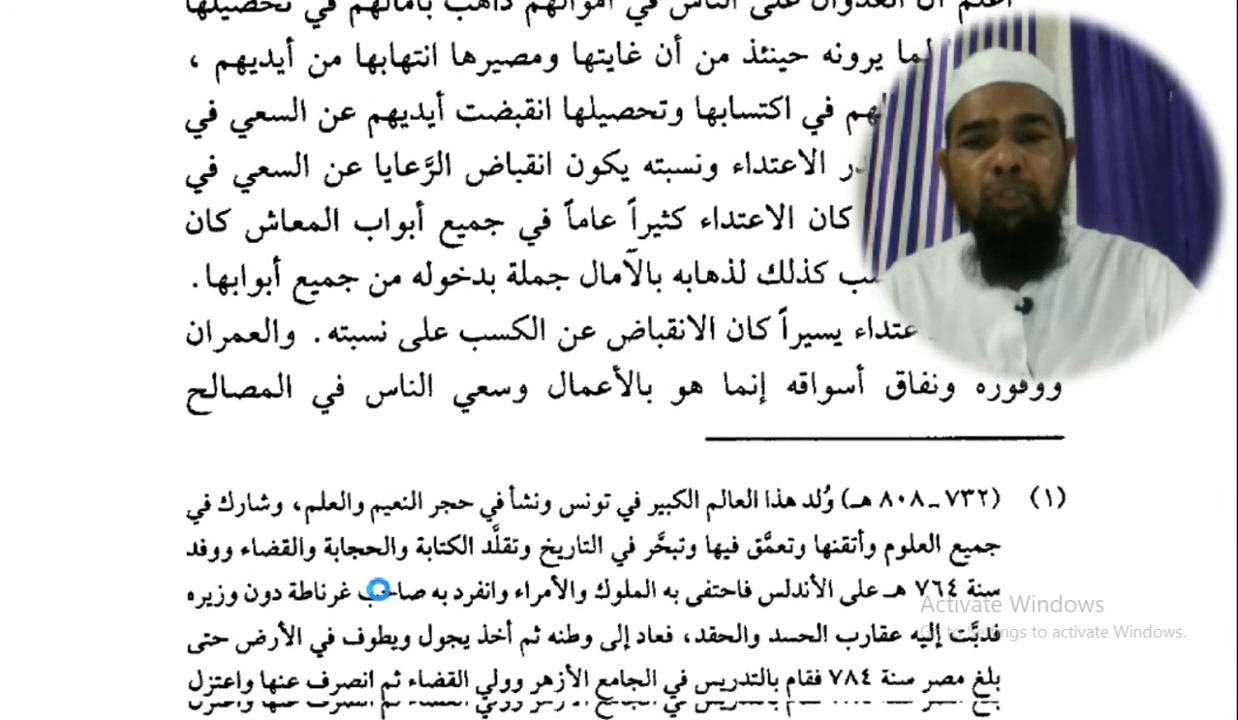 اعلم أن العدوان على الناس في أموالهم ذاهب بآمالهم في تحصيلها
لما يرونه حينئذ من أن غايتها ومصيرها انتهابها من أيديهم ،
في اكتسابها وتحصيلها انقبضت أيديهم عن السعي في
الاعتداء ونسبته يكون انقباض الرَّعايا عن السعي في
كان الاعتداء كثيراً عاماً في جميع أبواب المعاش كان
كذلك لذهابه بالآمال جملة بدخوله من جميع أبوابها .
يسيراً كان الانقباض عن الكسب على نسبته . والعمران
ووفوره ونفاق أسواقه إنما هو بالأعمال وسعي الناس في المصالح
(١) (٧٣٢ - ٨٠٨ هـ) وُلد هذا العالم الكبير في تونس ونشأ في حجر النعيم والعلم، وشارك في
جميع العلوم وأتقنها وتعمَّق فيها وتبحَّر في التاريخ وتقلَّد الكتابة والحجابة والقضاء ووفد
سنة ٧٦٤ هـ على الأندلس فاحتفى به الملوك والأمراء وانفرد به صاحب غرناطة دون وزيره
Activate Windows
فدبَّت إليه عقارب الحسد والحقد، فعاد إلى وطنه ثم أخذ يجول ويطوف في الأرض حتى
Go to Settings to activate Windows.
بلغ مصر سنة ٧٨٤ فقام بالتدريس في الجامع الأزهر وولي القضاء ثم انصرف عنها واعتزل